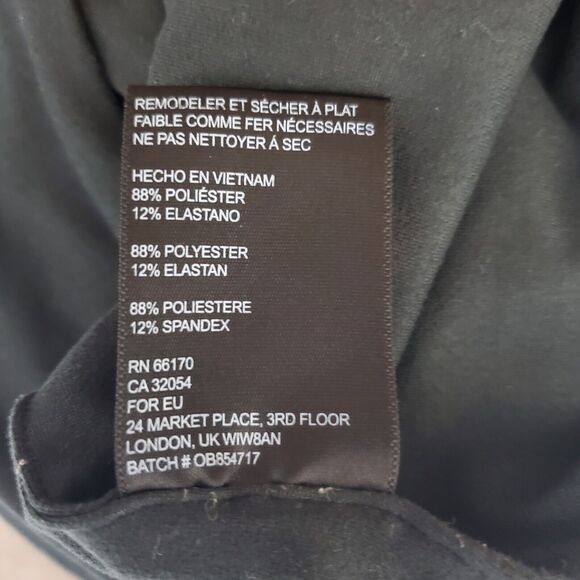 REMODELER ET SÉCHER À PLAT
FAIBLE COMME FER NÉCESSAIRES
NE PAS NETTOYER Á SEC
HECHO EN VIETNAM
88% POLIÉSTER
12% ELASTANO
88% POLYESTER
12% ELASTAN
88% POLIESTERE
12% SPANDEX
RN 66170
CA 32054
FOR EU
24 MARKET PLACE, 3RD FLOOR
LONDON, UK WIW8AN
BATCH # OB854717